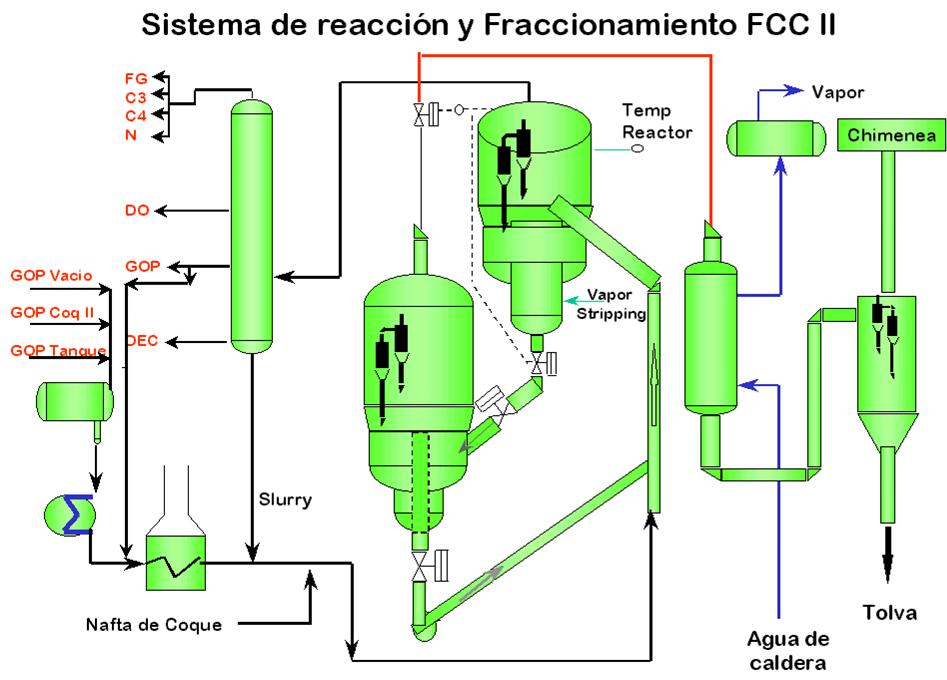 Sistema de reacción y Fraccionamiento FCC II
FG
C3
C4
N
DO
GOP
DEC
GOP Vacio
GOP Coq II
GOP Tanque
Slurry
Nafta de Coque
Temp
Reactor
Vapor
Stripping
Vapor
Chimenea
Agua de
caldera
Tolva